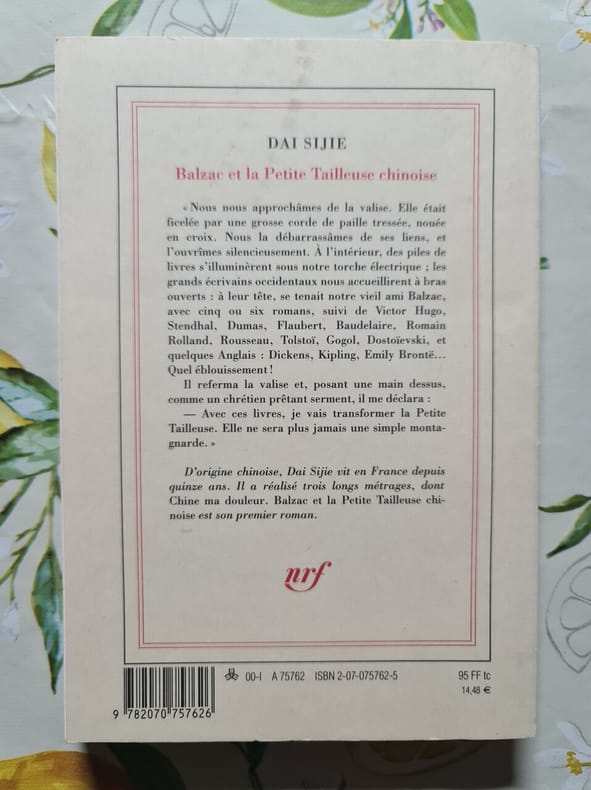 DAI SIJIE
Balzac et la Petite Tailleuse chinoise
« Nous nous approchâmes de la valise. Elle était
ficelée par une grosse corde de paille tressée, nouée
en croix. Nous la débarrassâmes de ses liens, et
l'ouvrîmes silencieusement. À l'intérieur, des piles de
livres s'illuminèrent sous notre torche électrique ; les
grands écrivains occidentaux nous accueillirent à bras
ouverts : à leur tête, se tenait notre vieil ami Balzac,
avec cinq ou six romans, suivi de Victor Hugo,
Stendhal, Dumas, Flaubert, Baudelaire, Romain
Rolland, Rousseau, Tolstoï, Gogol, Dostoïevski, et
quelques Anglais : Dickens, Kipling, Emily Brontë...
Quel éblouissement !
Il referma la valise et, posant une main dessus,
comme un chrétien prêtant serment, il me déclara :
— Avec ces livres, je vais transformer la Petite
Tailleuse. Elle ne sera plus jamais une simple monta-
gnarde. »
D'origine chinoise, Dai Sijie vit en France depuis
quinze ans. Il a réalisé trois longs métrages, dont
Chine ma douleur. Balzac et la Petite Tailleuse chi-
noise est son premier roman.
nrf
00-I A 75762 ISBN 2-07-075762-5 95 FF tc
14,48 €
9 782070 757626